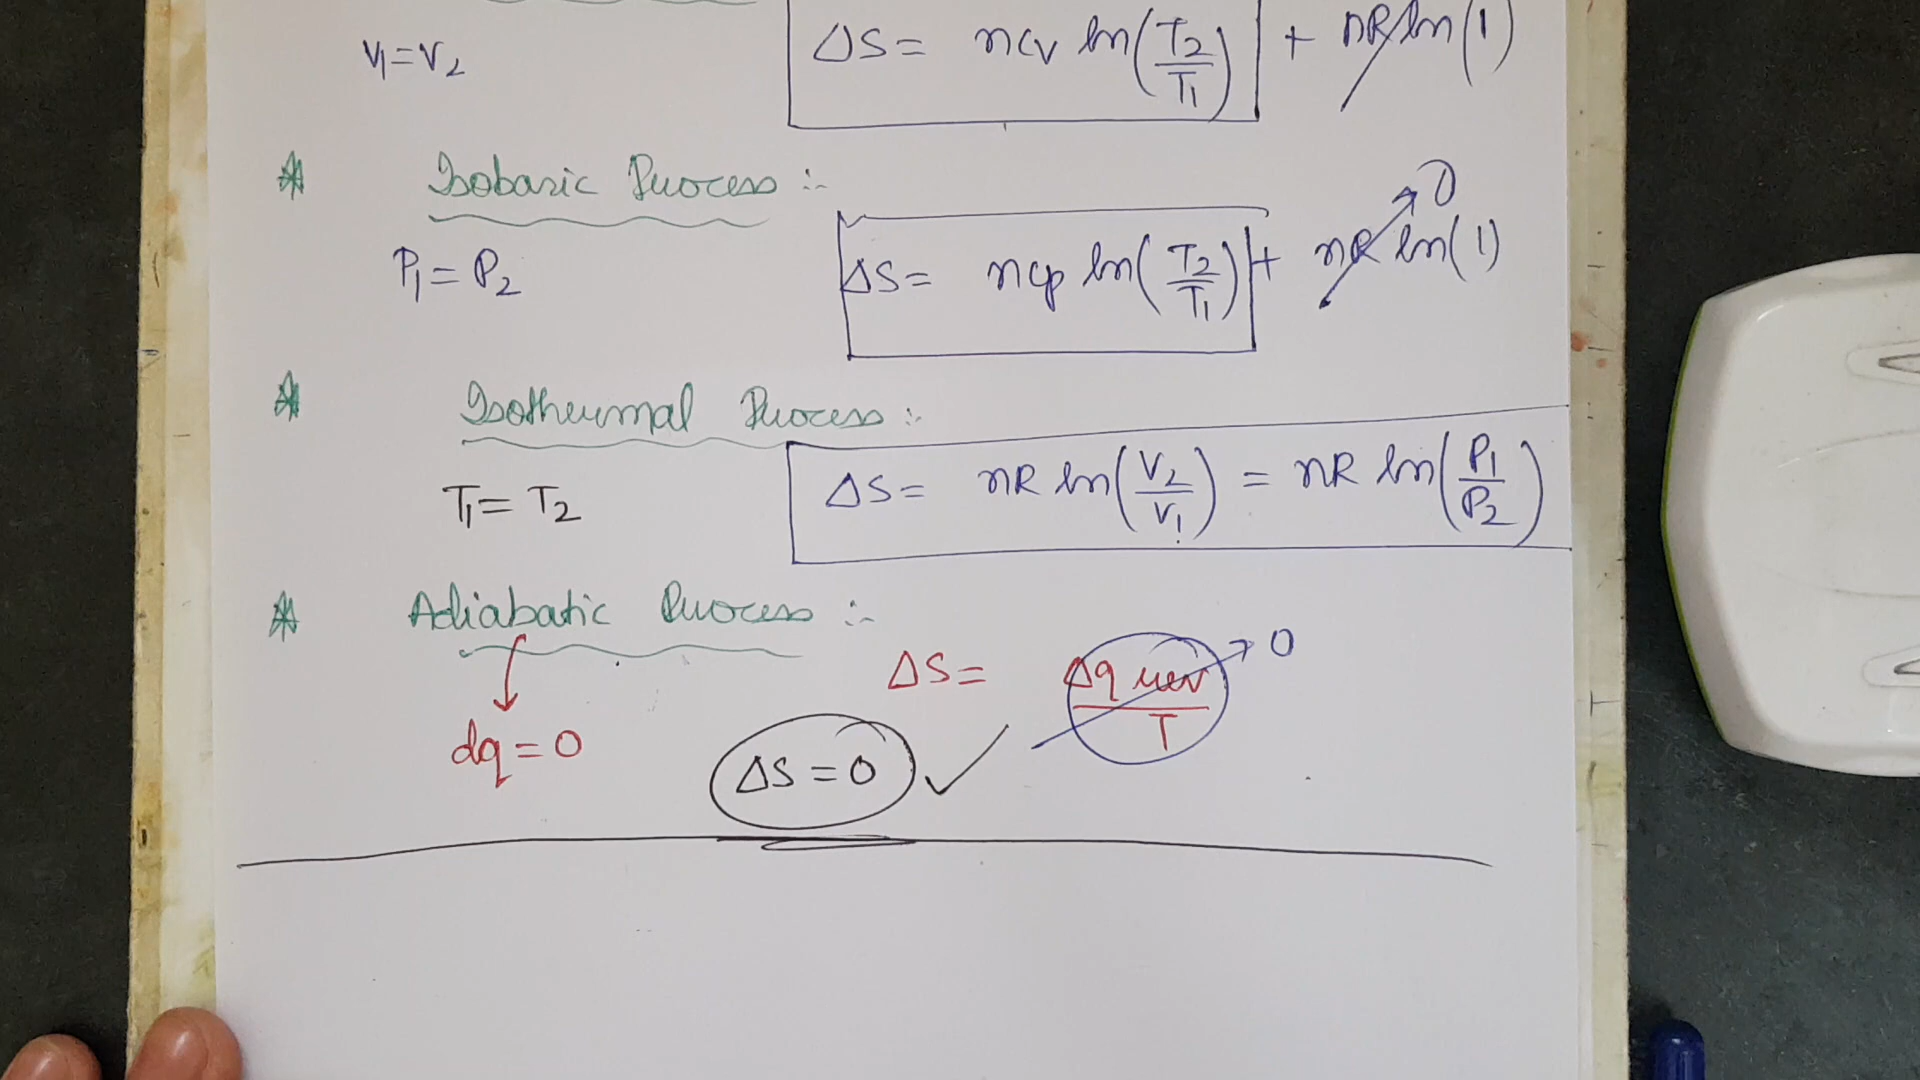 V₁=V₂ ΔS= nCv ln(T₂/T₁) + nR ln(1)
Isobaric Process :-
P₁= P₂ ΔS= nCp ln(T₂/T₁) + nR ln(1) 0
Isothermal Process :-
T₁= T₂ ΔS= nR ln(V₂/V₁) = nR ln(P₁/P₂)
Adiabatic Process :-
ΔS= Δq rev/T 0
dq=0
ΔS=0 ✓